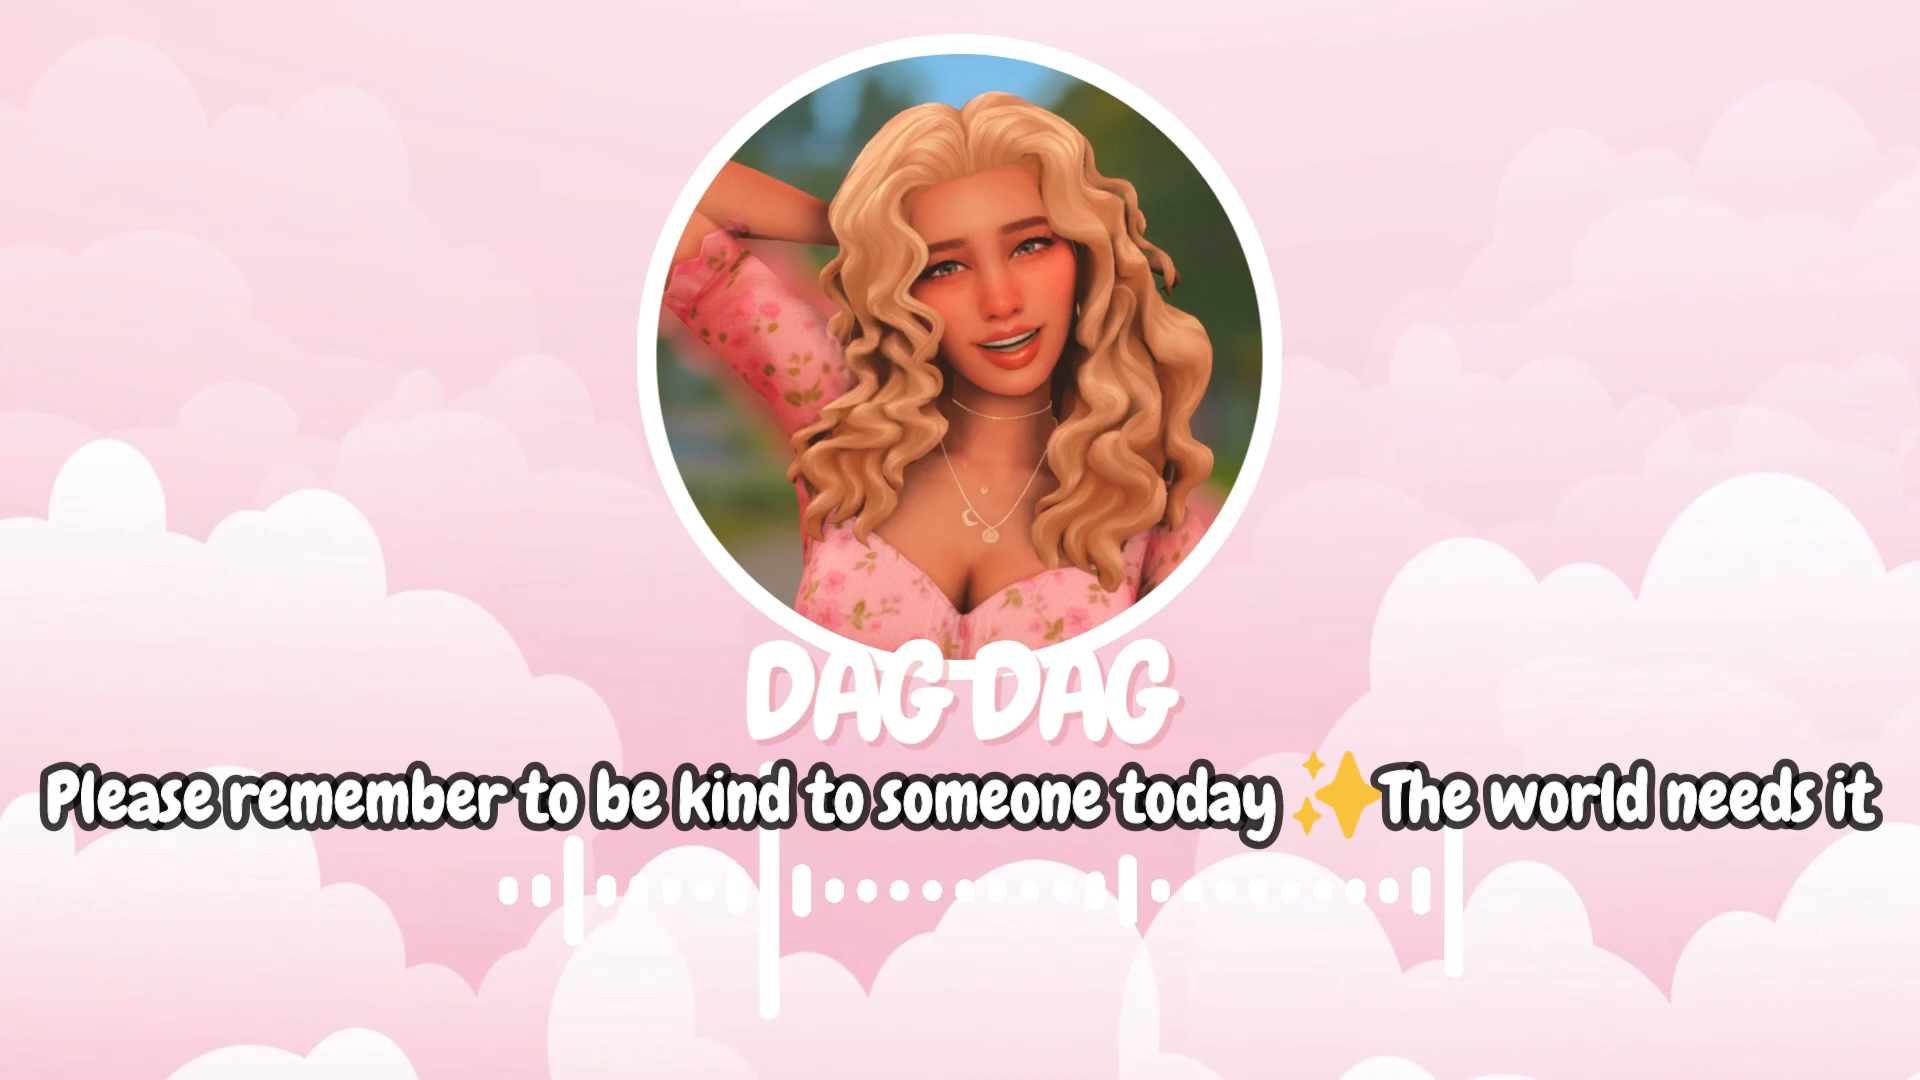 DAG DAG
Please remember to be kind to someone today ✨The world needs it